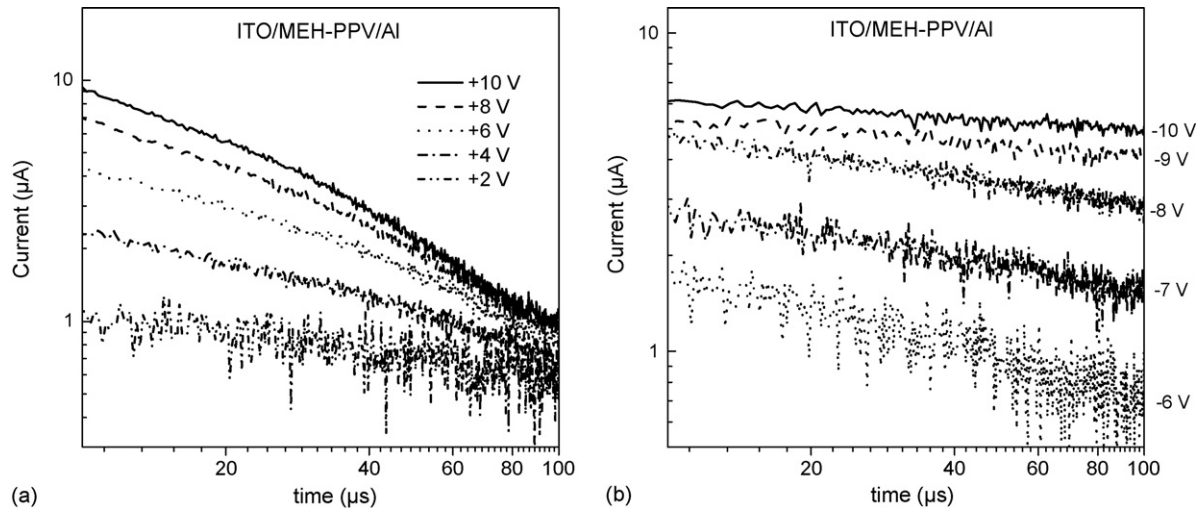 ITO/MEH-PPV/Al
+10 V
+8 V
+6 V
+4 V
+2 V
10
1
Current (µA)
20
40
60
80
100
time (µs)
(a)
ITO/MEH-PPV/Al
10
1
Current (µA)
-10 V
-9 V
-8 V
-7 V
-6 V
20
40
60
80
100
time (µs)
(b)